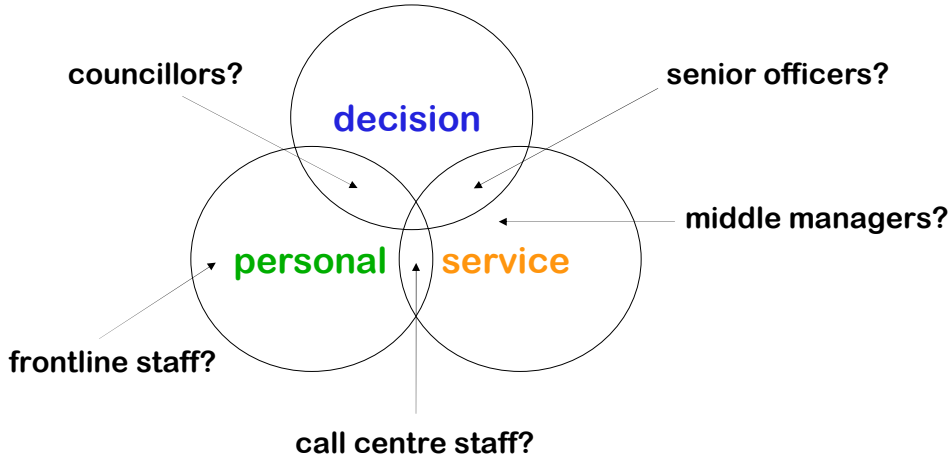 councillors?
senior officers?
decision
middle managers?
personal
service
frontline staff?
call centre staff?